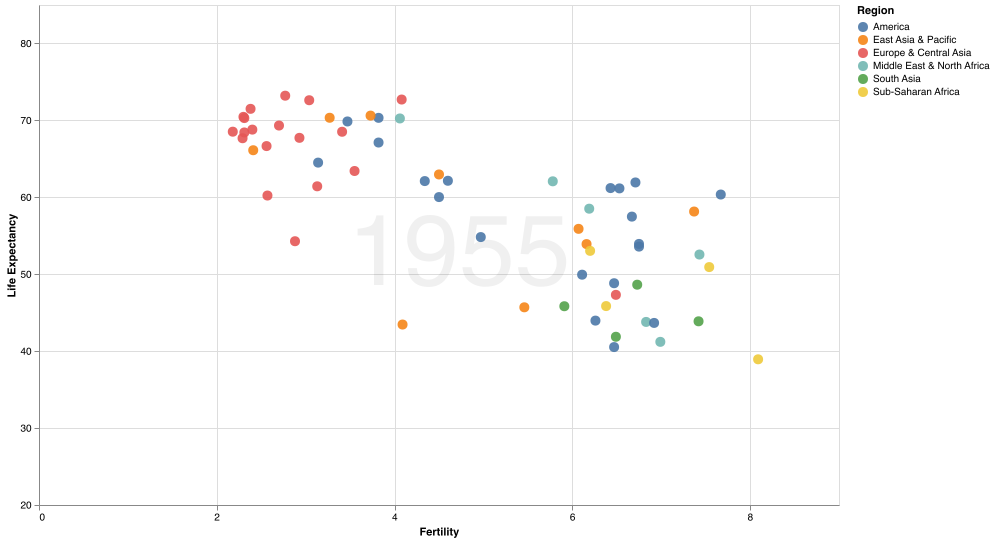 Region
America
East Asia & Pacific
Europe & Central Asia
Middle East & North Africa
South Asia
Sub-Saharan Africa
80
70
60
50
40
30
20
Life Expectancy
1955
0 2 4 6 8
Fertility